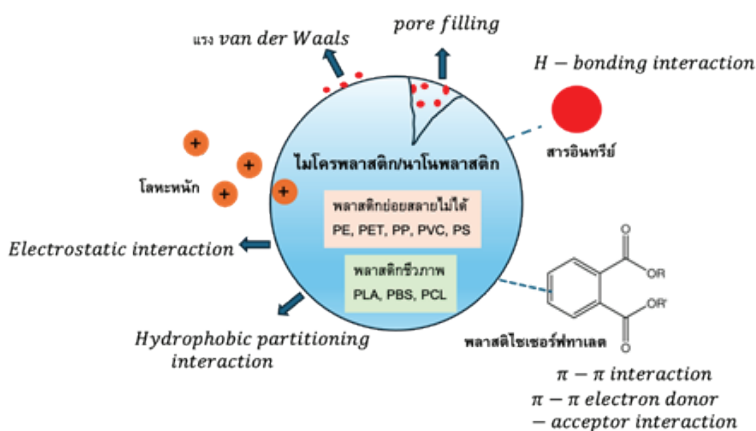 แรง van der Waals
pore filling
H − bonding interaction
สารอินทรีย์
โลหะหนัก
+
+
+
+
ไมโครพลาสติก/นาโนพลาสติก
พลาสติกย่อยสลายไม่ได้
PE, PET, PP, PVC, PS
พลาสติกชีวภาพ
PLA, PBS, PCL
Electrostatic interaction
Hydrophobic partitioning
interaction
O
OR
OR'
O
พลาสติไซเซอร์ฟทาเลต
π − π interaction
π − π electron donor
− acceptor interaction